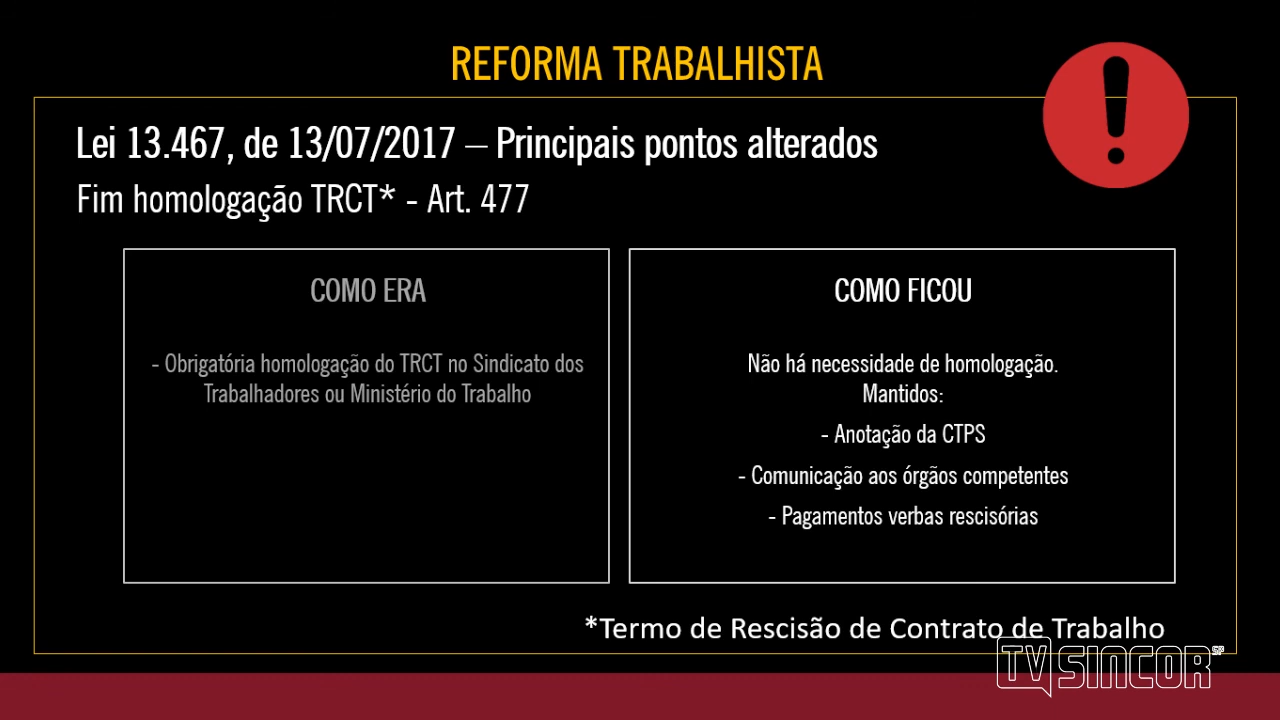 REFORMA TRABALHISTA
Lei 13.467, de 13/07/2017 – Principais pontos alterados
Fim homologação TRCT* - Art. 477
COMO ERA
- Obrigatória homologação do TRCT no Sindicato dos
Trabalhadores ou Ministério do Trabalho
COMO FICOU
Não há necessidade de homologação.
Mantidos:
- Anotação da CTPS
- Comunicação aos órgãos competentes
- Pagamentos verbas rescisórias
*Termo de Rescisão de Contrato de Trabalho
TV SINCOR SP